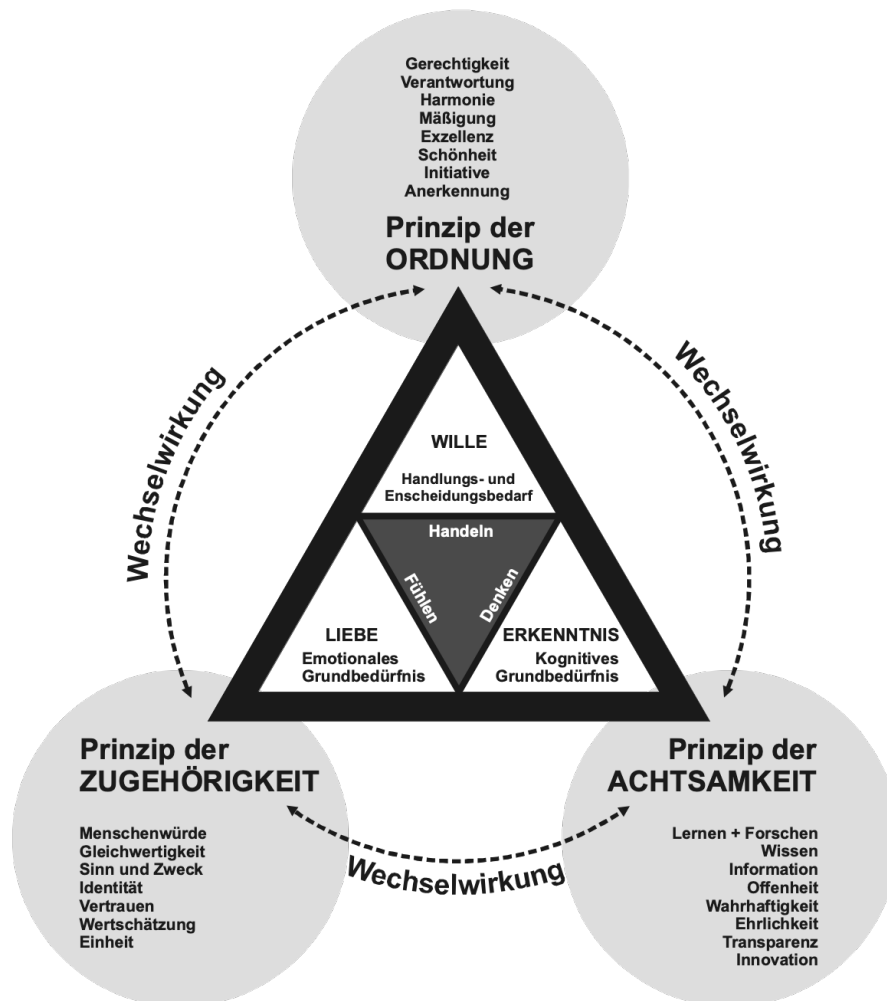 Gerechtigkeit
Verantwortung
Harmonie
Mäßigung
Exzellenz
Schönheit
Initiative
Anerkennung
Prinzip der
ORDNUNG
Wechselwirkung
Wechselwirkung
WILLE
Handlungs- und
Enscheidungsbedarf
Handeln
Fühlen
Denken
LIEBE
Emotionales
Grundbedürfnis
ERKENNTNIS
Kognitives
Grundbedürfnis
Prinzip der
ZUGEHÖRIGKEIT
Menschenwürde
Gleichwertigkeit
Sinn und Zweck
Identität
Vertrauen
Wertschätzung
Einheit
Wechselwirkung
Prinzip der
ACHTSAMKEIT
Lernen + Forschen
Wissen
Information
Offenheit
Wahrhaftigkeit
Ehrlichkeit
Transparenz
Innovation